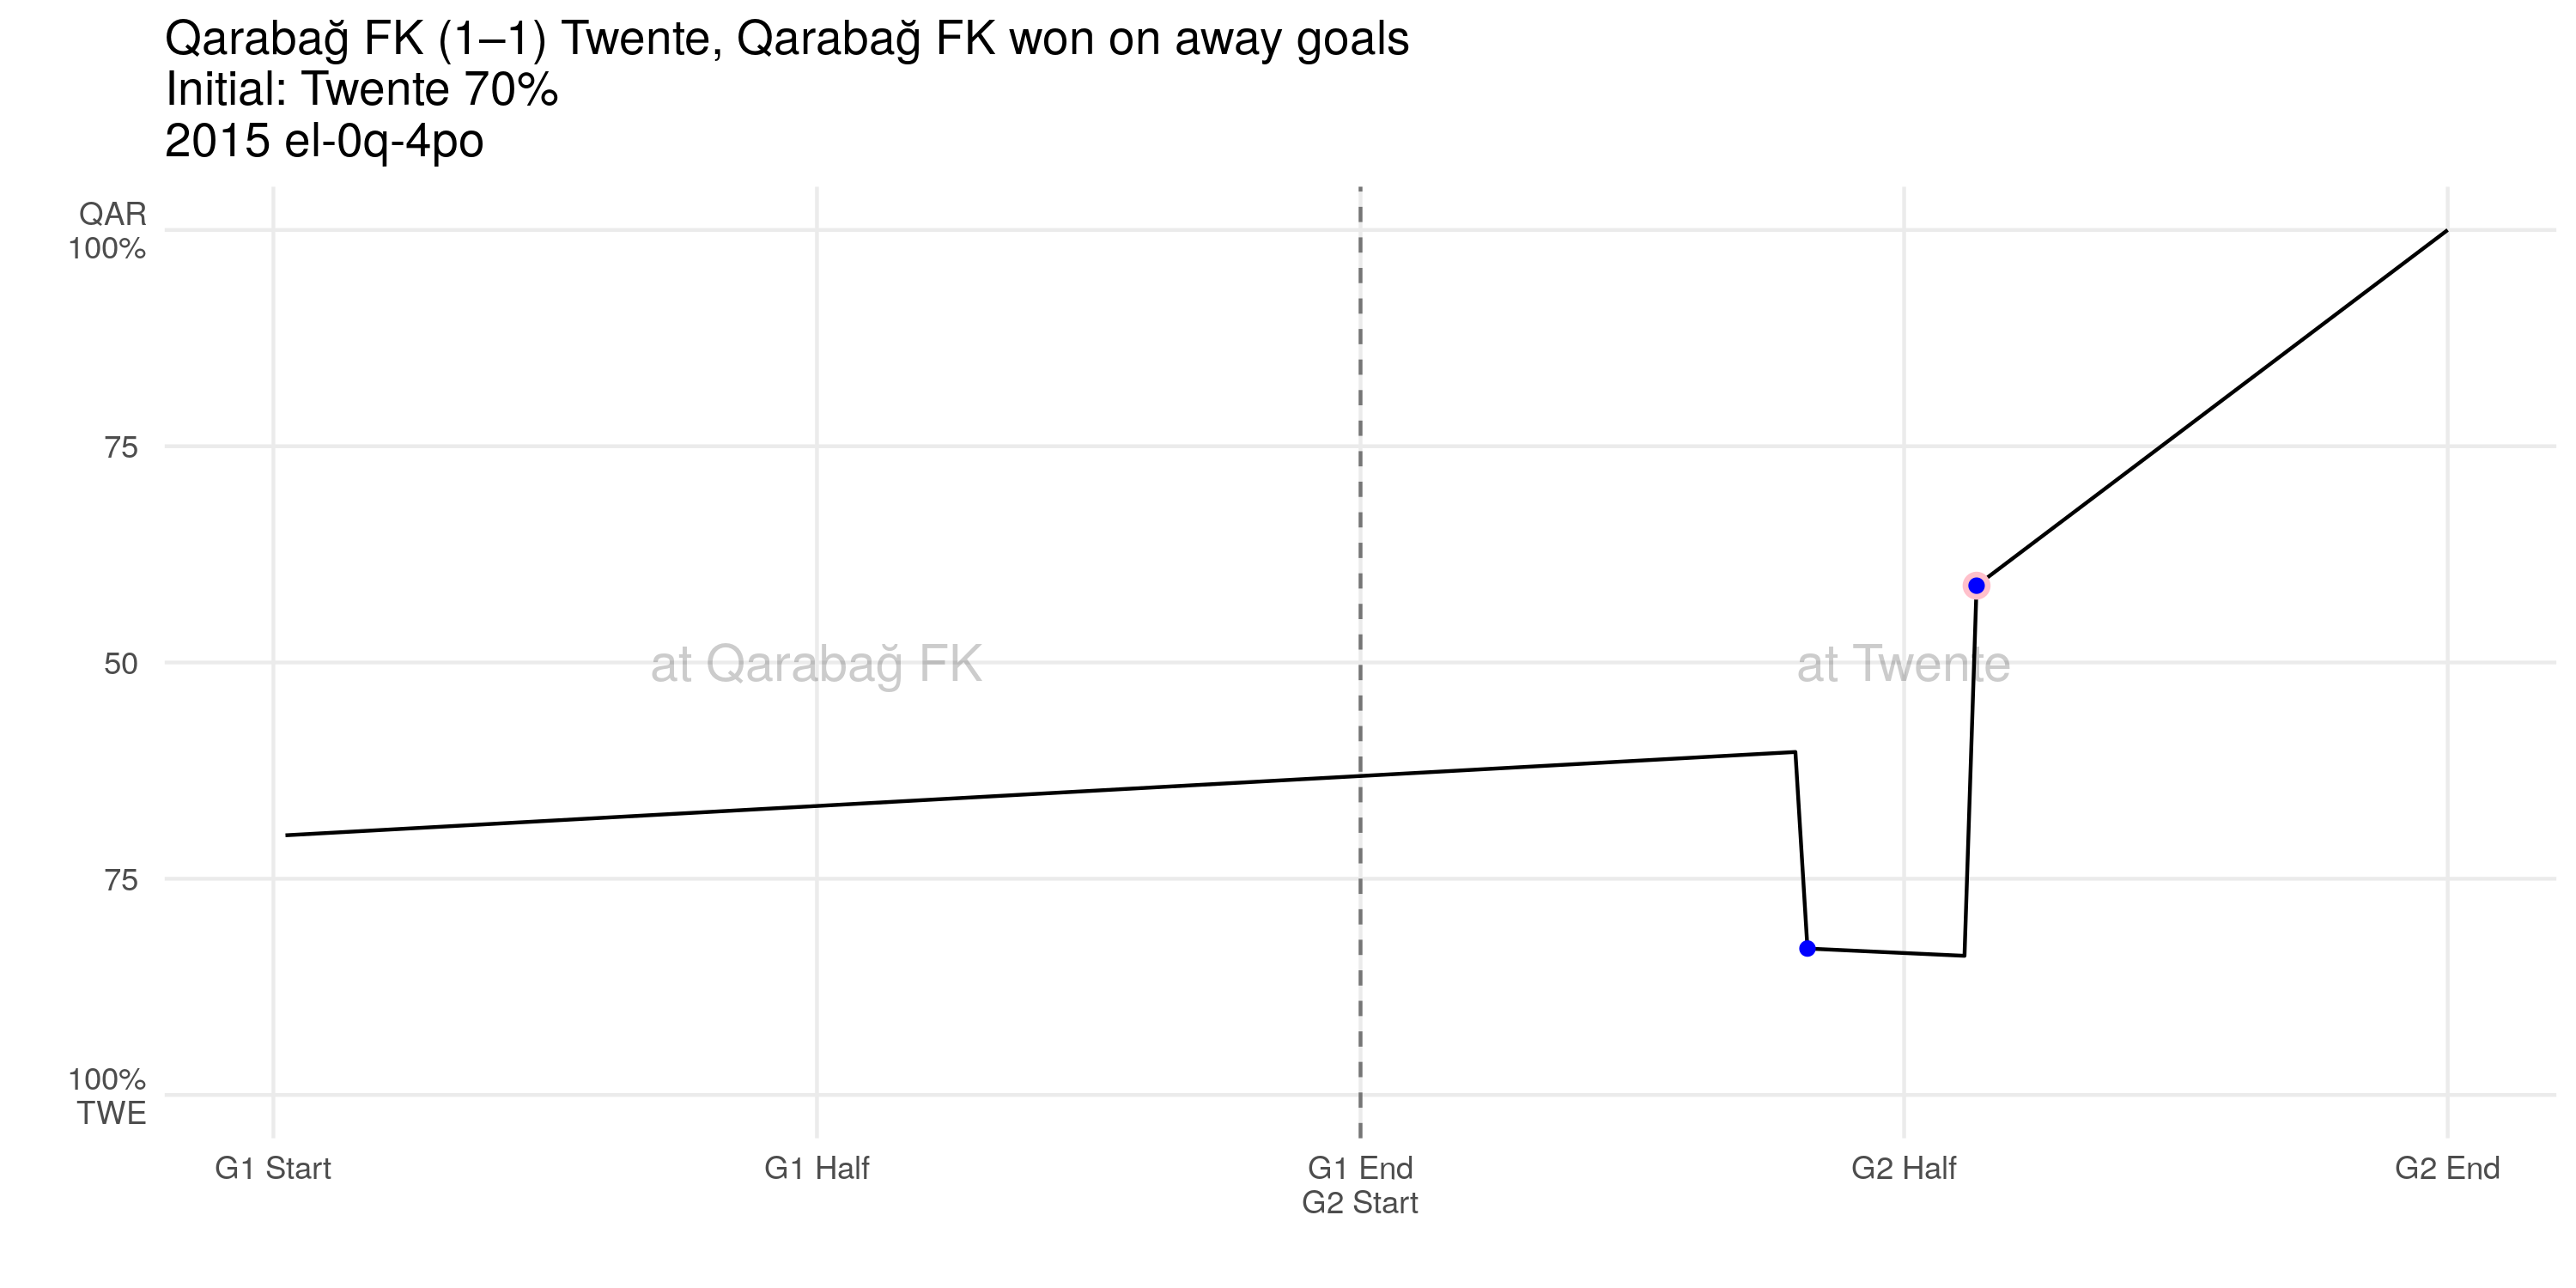 Qarabağ FK (1–1) Twente, Qarabağ FK won on away goals
Initial: Twente 70%
2015 el-0q-4po
QAR
100%
75
50
75
100%
TWE
at Qarabağ FK
at Twente
G1 Start
G1 Half
G1 End
G2 Start
G2 Half
G2 End